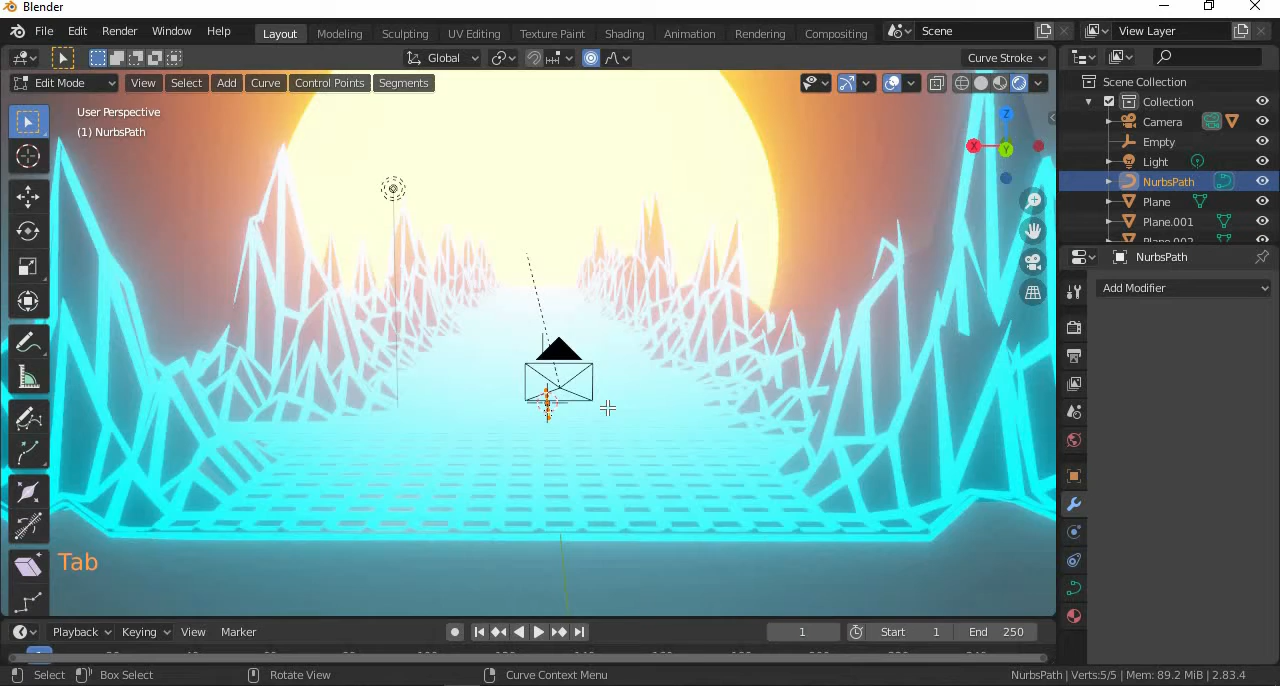 Blender
File Edit Render Window Help Layout Modeling Sculpting UV Editing Texture Paint Shading Animation Rendering Compositing Scene View Layer
Global Curve Stroke
Edit Mode View Select Add Curve Control Points Segments
Scene Collection
Collection
Camera
Empty
Light
NurbsPath
Plane
Plane.001
Plane.002
User Perspective
(1) NurbsPath
Z
X
Y
NurbsPath
Add Modifier
Tab
Playback Keying View Marker 1 Start 1 End 250
Select Box Select Rotate View Curve Context Menu NurbsPath | Verts:5/5 | Mem: 89.2 MiB | 2.83.4